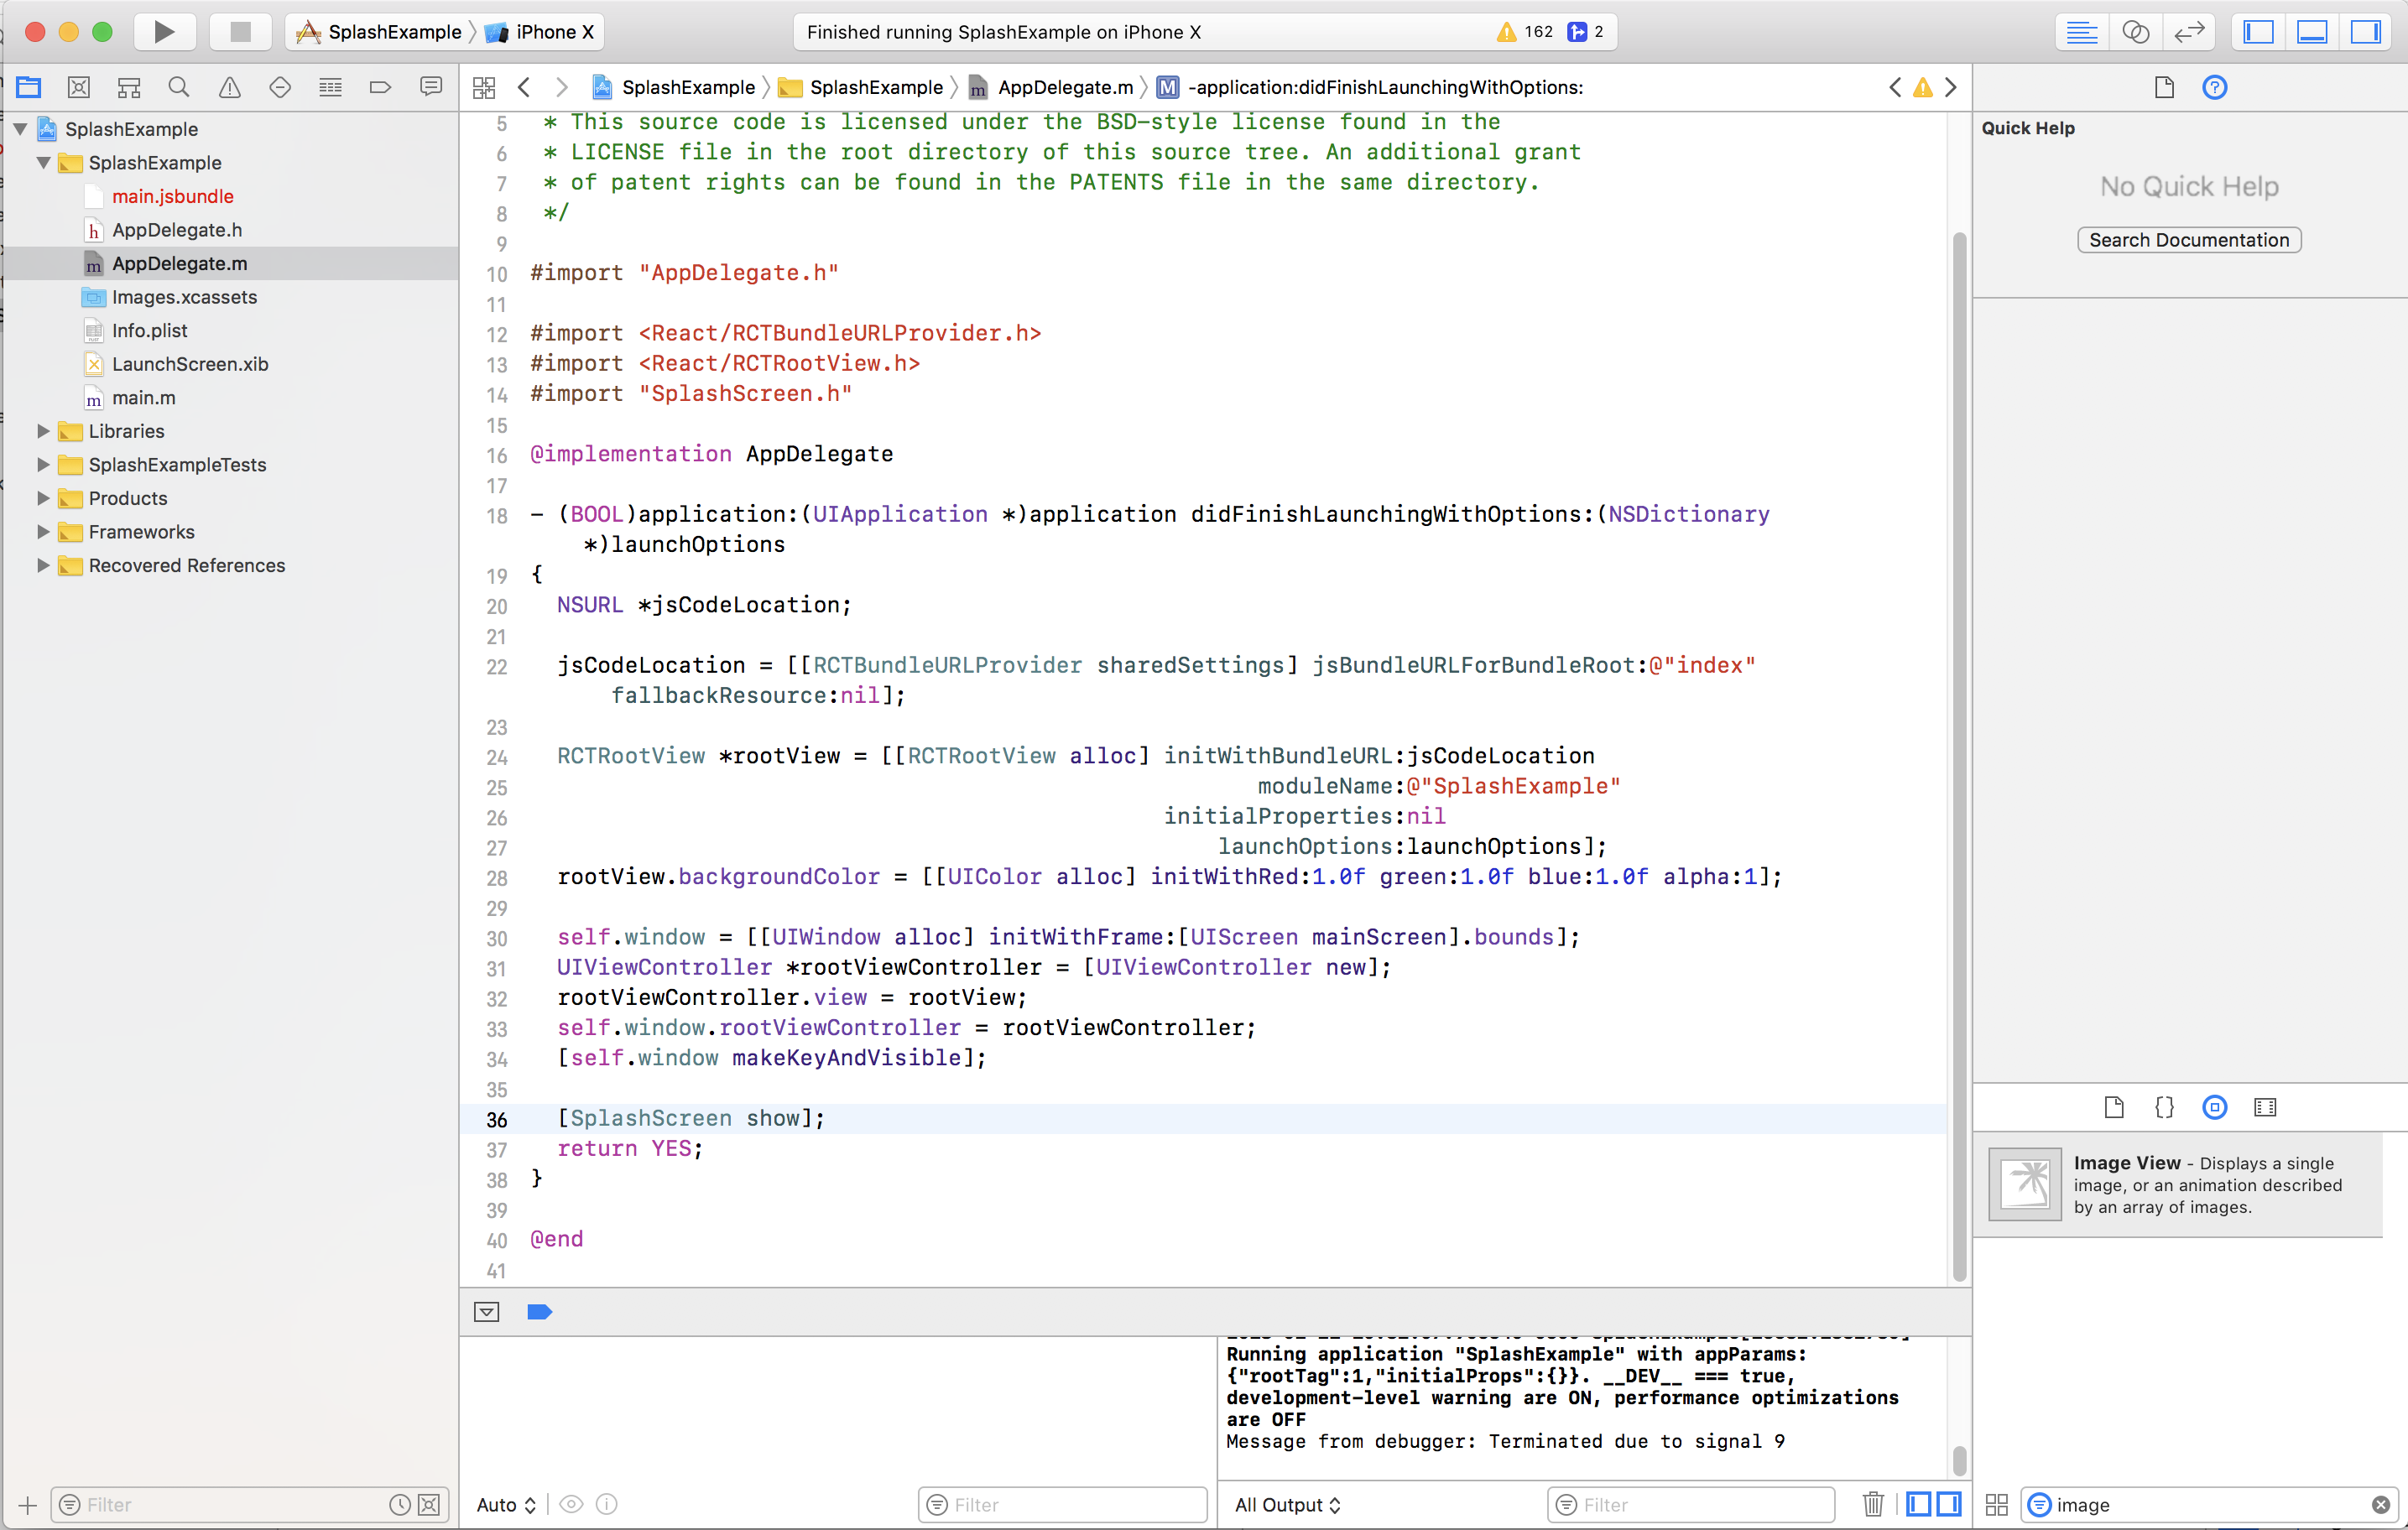 SplashExample
iPhone X
Finished running SplashExample on iPhone X
162
2
SplashExample
SplashExample
AppDelegate.m
M
-application:didFinishLaunchingWithOptions:
SplashExample
SplashExample
main.jsbundle
h AppDelegate.h
m AppDelegate.m
Images.xcassets
Info.plist
LaunchScreen.xib
m main.m
Libraries
SplashExampleTests
Products
Frameworks
Recovered References
5 * This source code is licensed under the BSD-style license found in the
6 * LICENSE file in the root directory of this source tree. An additional grant
7 * of patent rights can be found in the PATENTS file in the same directory.
8 */
9
10 #import "AppDelegate.h"
11
12 #import <React/RCTBundleURLProvider.h>
13 #import <React/RCTRootView.h>
14 #import "SplashScreen.h"
15
16 @implementation AppDelegate
17
18 - (BOOL)application:(UIApplication *)application didFinishLaunchingWithOptions:(NSDictionary
*)launchOptions
19 {
20 NSURL *jsCodeLocation;
21
22 jsCodeLocation = [[RCTBundleURLProvider sharedSettings] jsBundleURLForBundleRoot:@"index"
fallbackResource:nil];
23
24 RCTRootView *rootView = [[RCTRootView alloc] initWithBundleURL:jsCodeLocation
25 moduleName:@"SplashExample"
26 initialProperties:nil
27 launchOptions:launchOptions];
28 rootView.backgroundColor = [[UIColor alloc] initWithRed:1.0f green:1.0f blue:1.0f alpha:1];
29
30 self.window = [[UIWindow alloc] initWithFrame:[UIScreen mainScreen].bounds];
31 UIViewController *rootViewController = [UIViewController new];
32 rootViewController.view = rootView;
33 self.window.rootViewController = rootViewController;
34 [self.window makeKeyAndVisible];
35
36 [SplashScreen show];
37 return YES;
38 }
39
40 @end
41
Quick Help
No Quick Help
Search Documentation
Image View - Displays a single
image, or an animation described
by an array of images.
Running application "SplashExample" with appParams:
{"rootTag":1,"initialProps":{}}. __DEV__ === true,
development-level warning are ON, performance optimizations
are OFF
Message from debugger: Terminated due to signal 9
Filter
Auto
Filter
All Output
Filter
image